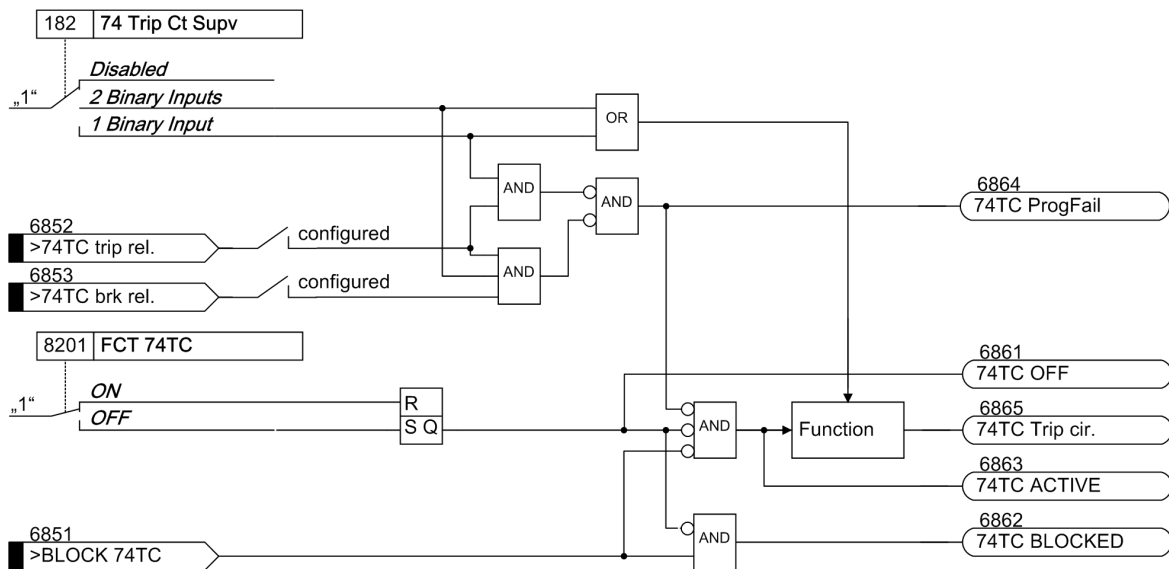 182 74 Trip Ct Supv
Disabled
„1“
2 Binary Inputs
1 Binary Input
OR
AND
AND
6864
74TC ProgFail
6852
>74TC trip rel.
configured
AND
6853
>74TC brk rel.
configured
8201 FCT 74TC
6861
74TC OFF
ON
„1“
OFF
R
S Q
AND
Function
6865
74TC Trip cir.
6863
74TC ACTIVE
6851
>BLOCK 74TC
AND
6862
74TC BLOCKED